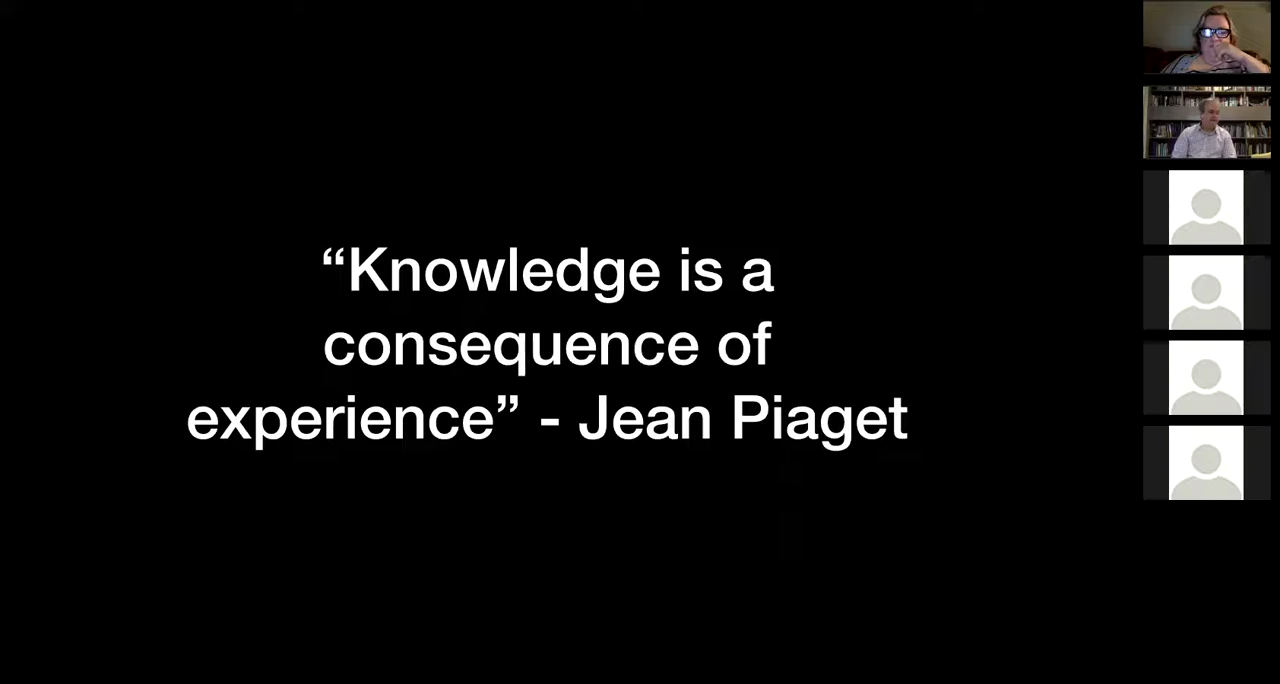 “Knowledge is a
consequence of
experience” - Jean Piaget